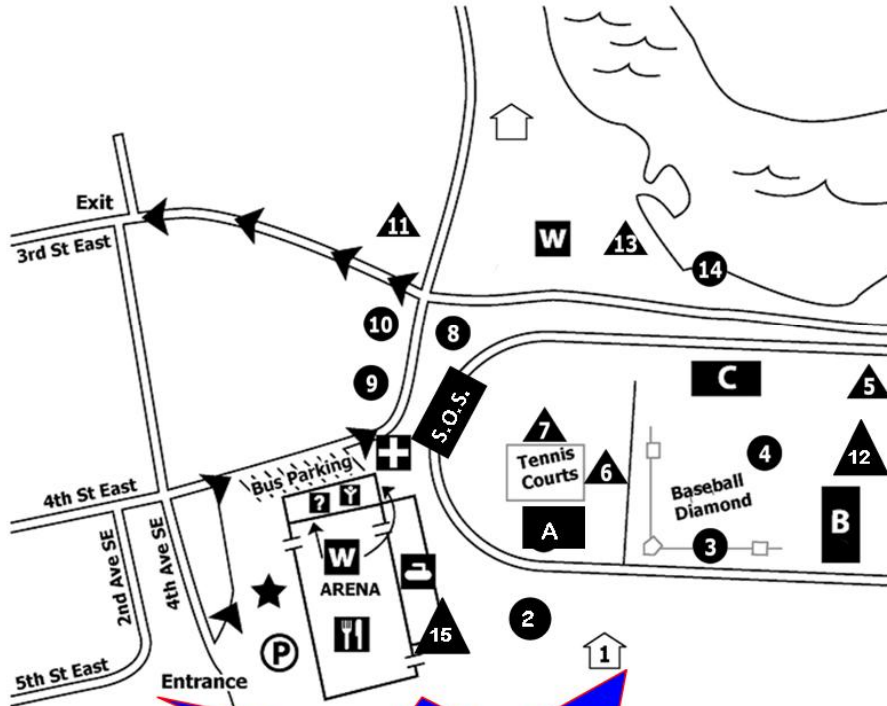 Exit
3rd St East
11
W
13
14
10
8
9
S.O.S.
C
5
7
Tennis
Courts
6
4
12
Baseball
Diamond
Bus Parking
4th St East
?
A
B
3
W
ARENA
2nd Ave SE
4th Ave SE
15
2
1
P
5th St East
Entrance